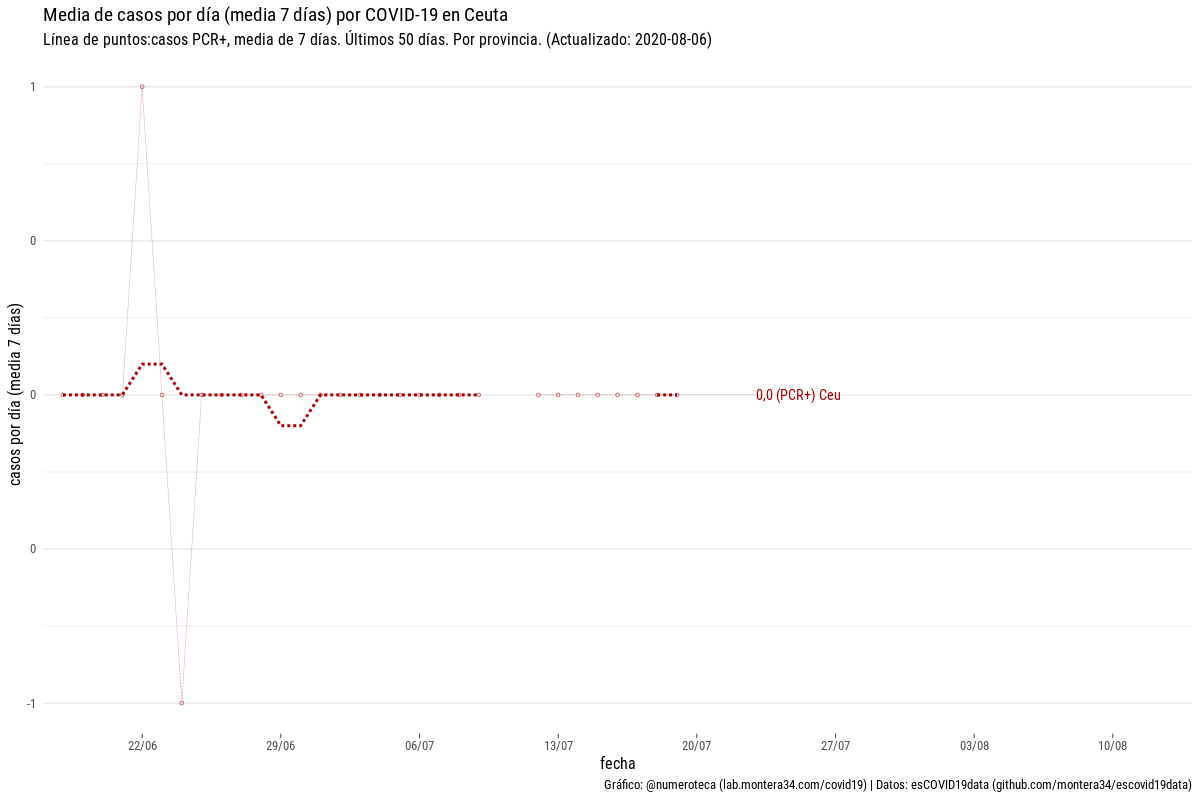 Media de casos por día (media 7 días) por COVID-19 en Ceuta
Línea de puntos:casos PCR+, media de 7 días. Últimos 50 días. Por provincia. (Actualizado: 2020-08-06)
casos por día (media 7 días)
1
0
0
0
-1
0,0 (PCR+) Ceu
22/06
29/06
06/07
13/07
20/07
27/07
03/08
10/08
fecha
Gráfico: @numeroteca (lab.montera34.com/covid19) | Datos: esCOVID19data (github.com/montera34/escovid19data)